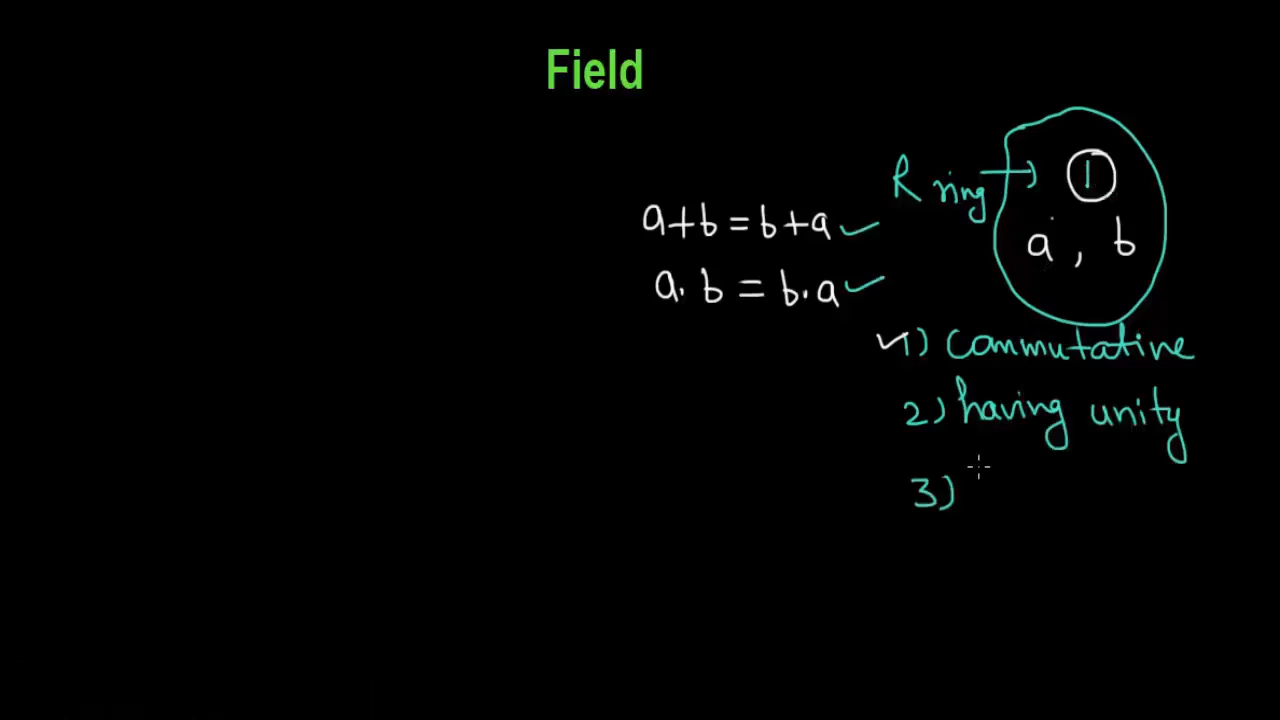 Field
R ring → 1
a + b = b + a ✓
a , b
a . b = b . a ✓
✓1) Commutative
2) having unity
3)